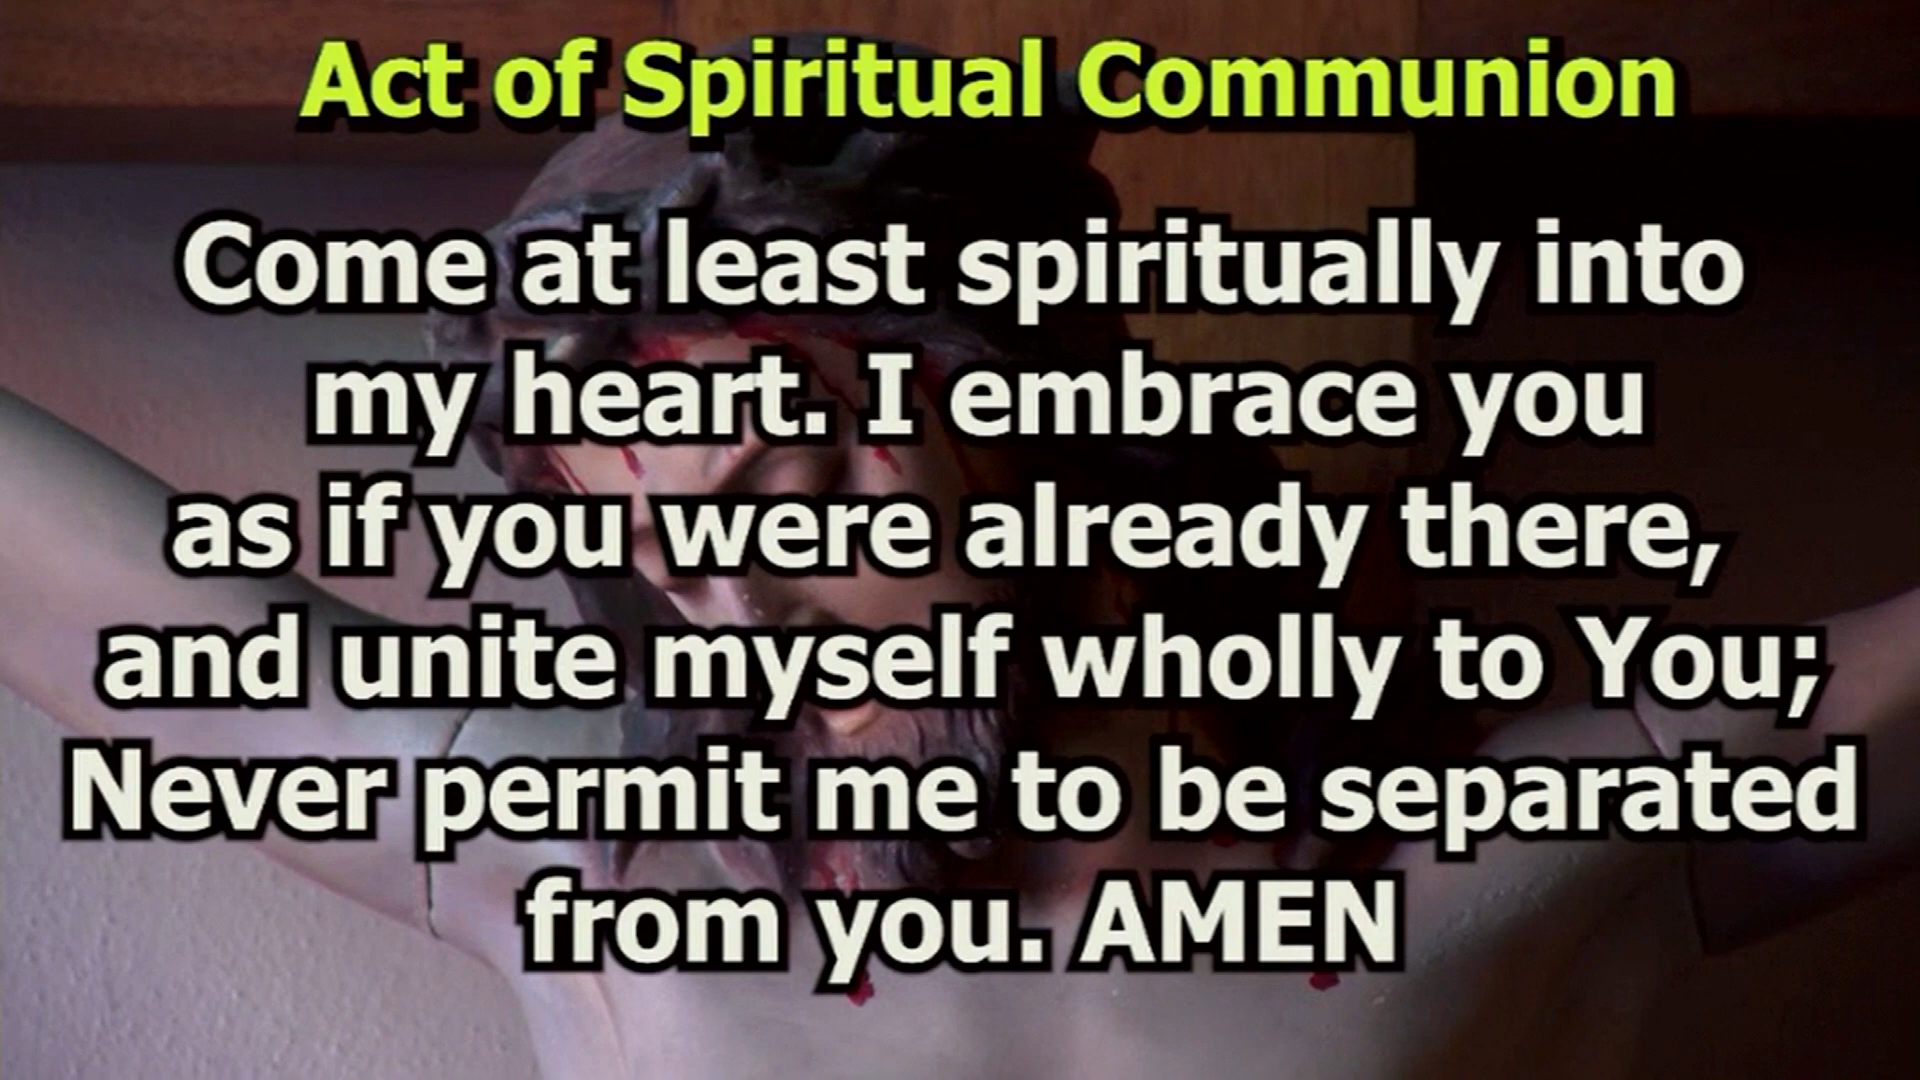 Act of Spiritual Communion
Come at least spiritually into
my heart. I embrace you
as if you were already there,
and unite myself wholly to You;
Never permit me to be separated
from you. AMEN